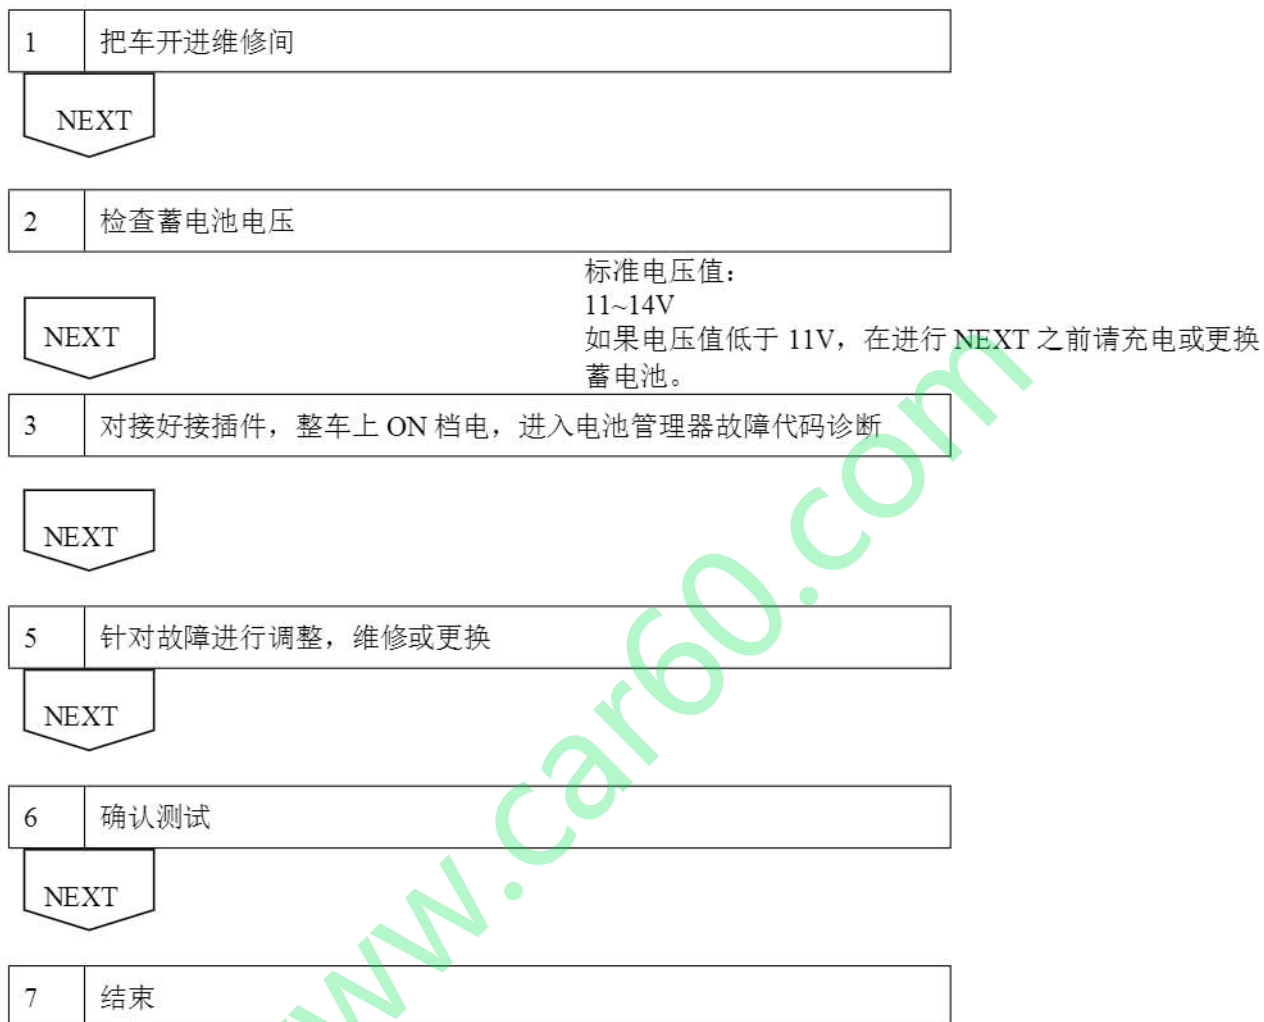 1 把车开进维修间
NEXT
2 检查蓄电池电压
标准电压值：
11~14V
NEXT
如果电压值低于 11V，在进行 NEXT 之前请充电或更换
蓄电池。
3 对接好接插件，整车上 ON 档电，进入电池管理器故障代码诊断
NEXT
5 针对故障进行调整，维修或更换
NEXT
6 确认测试
NEXT
7 结束
www.car60.com